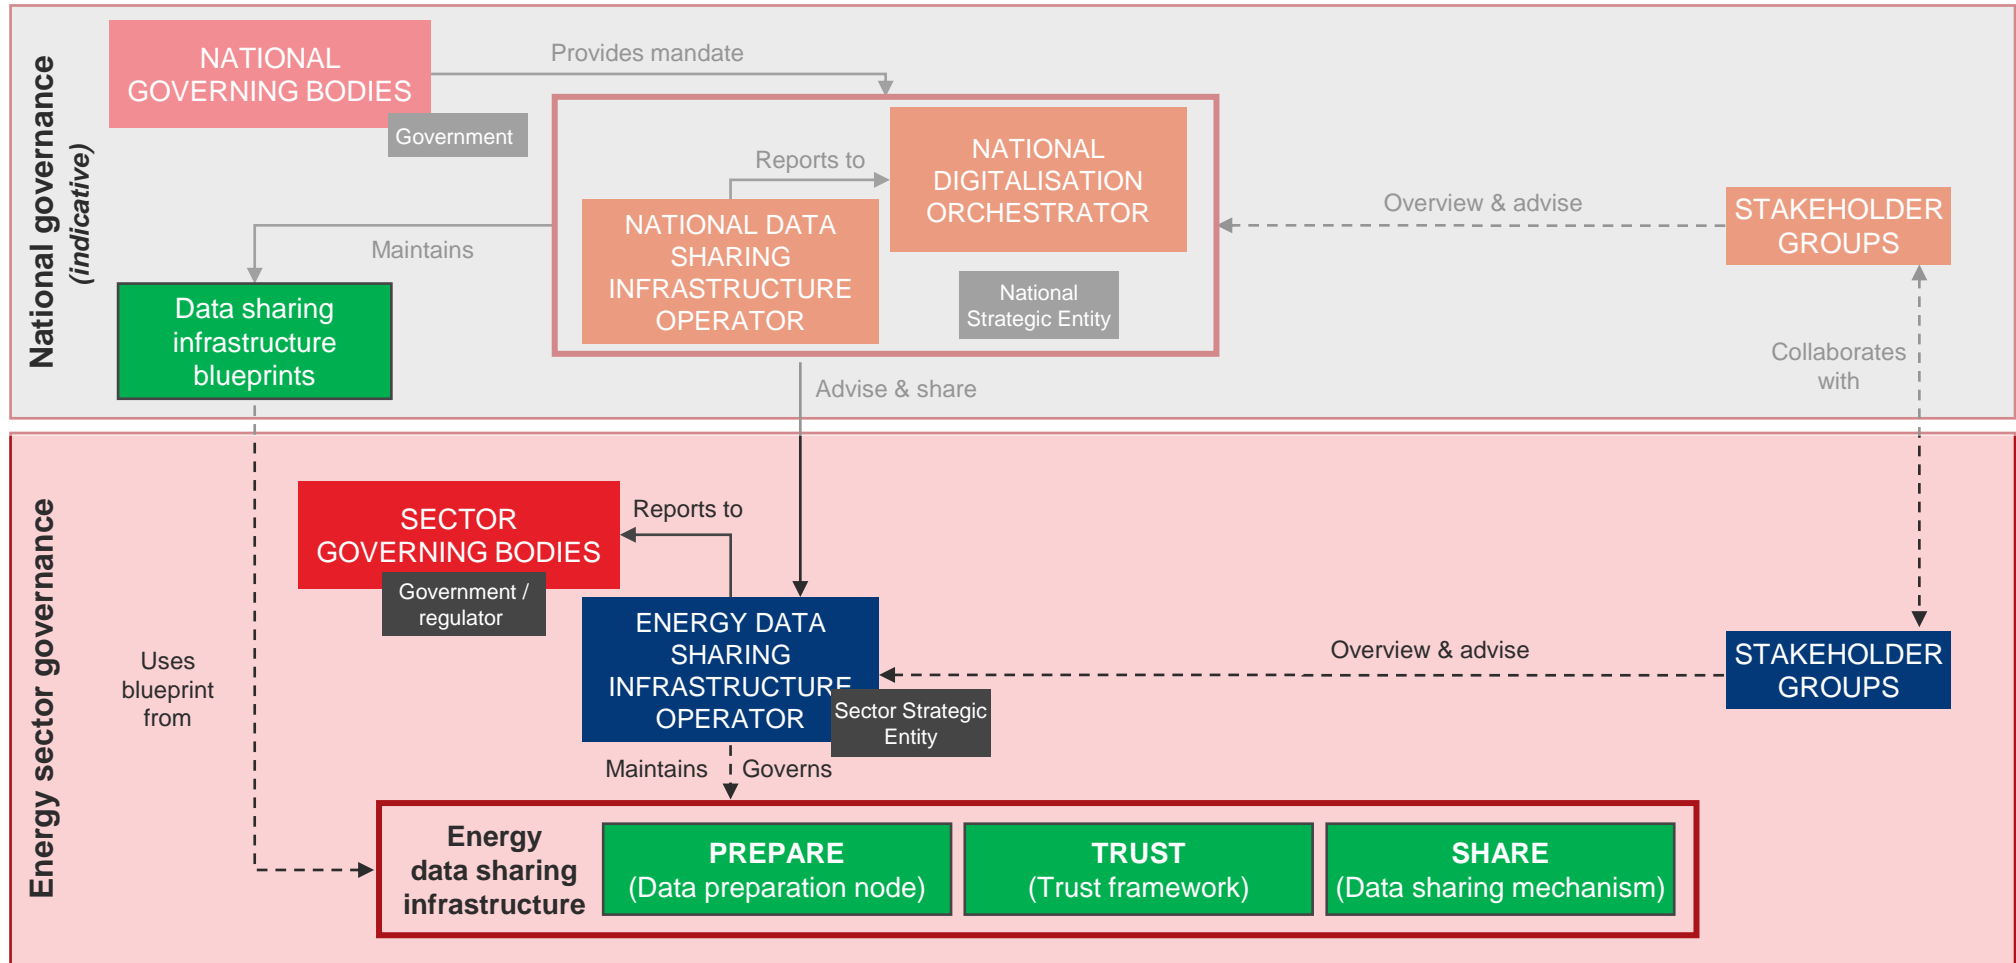 National governance
(indicative)
NATIONAL
GOVERNING BODIES
Government
Provides mandate
Reports to
NATIONAL
DIGITALISATION
ORCHESTRATOR
NATIONAL DATA
SHARING
INFRASTRUCTURE
OPERATOR
National
Strategic Entity
Overview & advise
STAKEHOLDER
GROUPS
Maintains
Data sharing
infrastructure
blueprints
Advise & share
Collaborates
with
Energy sector governance
SECTOR
GOVERNING BODIES
Government /
regulator
Reports to
ENERGY DATA
SHARING
INFRASTRUCTURE
OPERATOR
Sector Strategic
Entity
Overview & advise
STAKEHOLDER
GROUPS
Uses
blueprint
from
Maintains
Governs
Energy
data sharing
infrastructure
PREPARE
(Data preparation node)
TRUST
(Trust framework)
SHARE
(Data sharing mechanism)